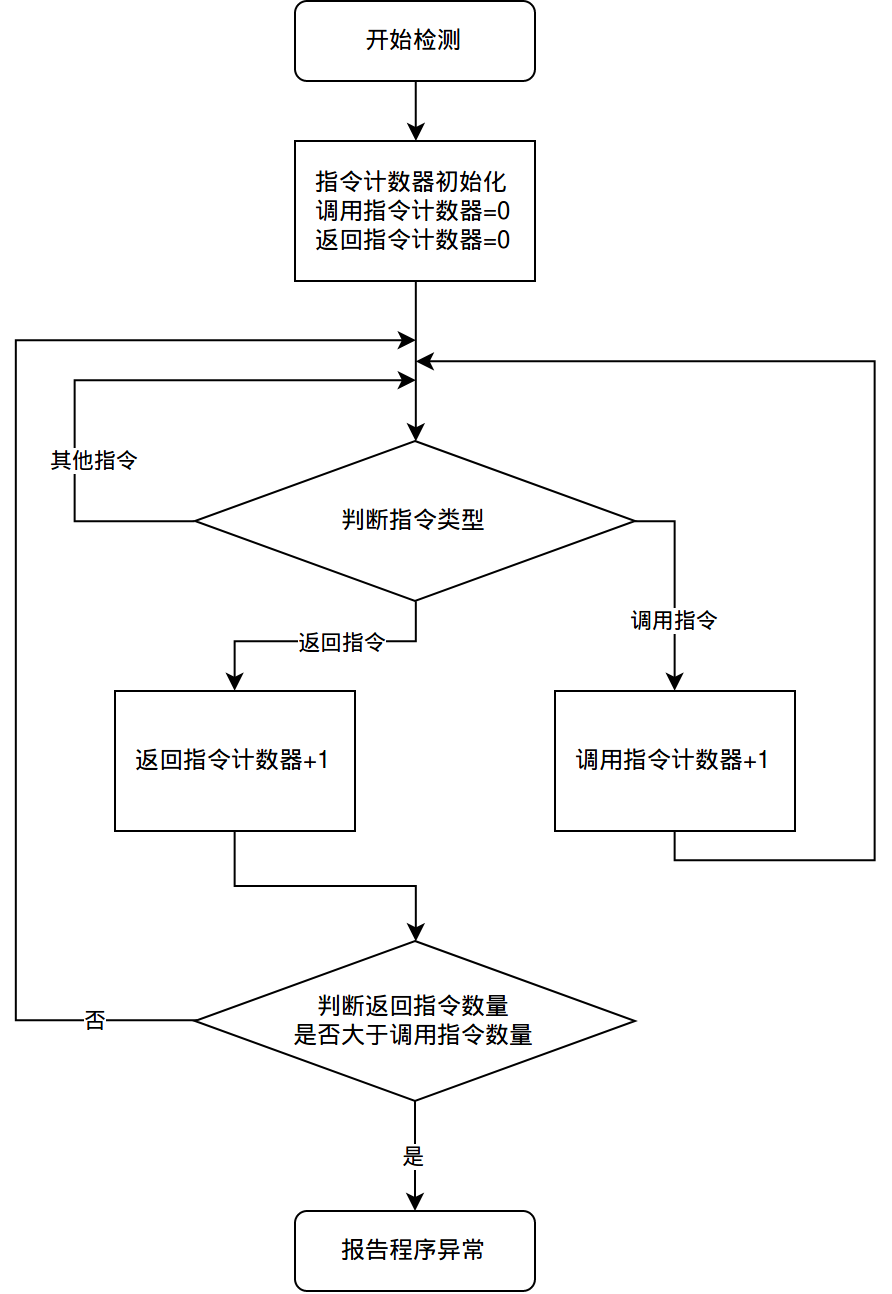 开始检测
指令计数器初始化
调用指令计数器=0
返回指令计数器=0
其他指令
判断指令类型
调用指令
返回指令
返回指令计数器+1
调用指令计数器+1
判断返回指令数量
是否大于调用指令数量
否
是
报告程序异常